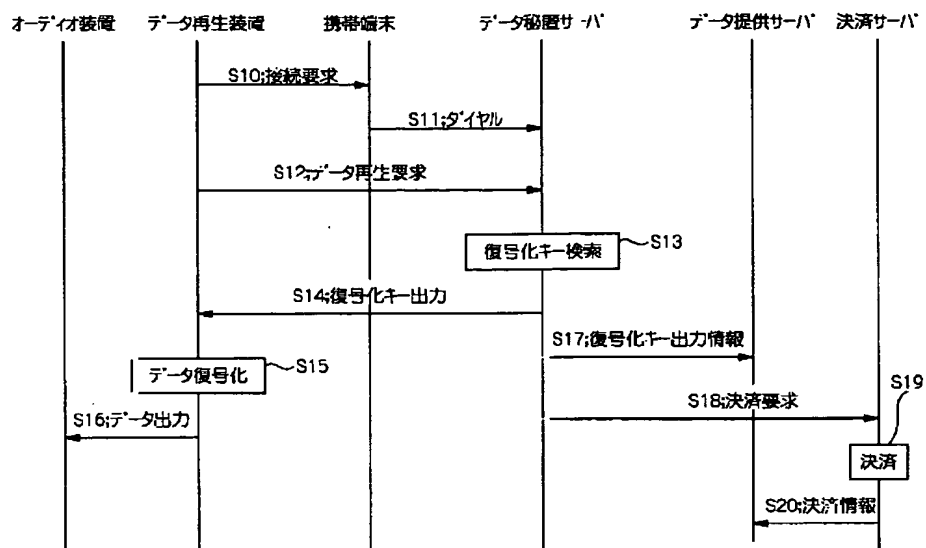 オーディオ装置 データ再生装置 携帯端末 データ秘匿サーバ データ提供サーバ 決済サーバ
S10;接続要求
S11;ダイヤル
S12;データ再生要求
復号化キー検索 S13
S14;復号化キー出力
S17;復号化キー出力情報
データ復号化 S15
S19
S18;決済要求
S16;データ出力
決済
S20;決済情報